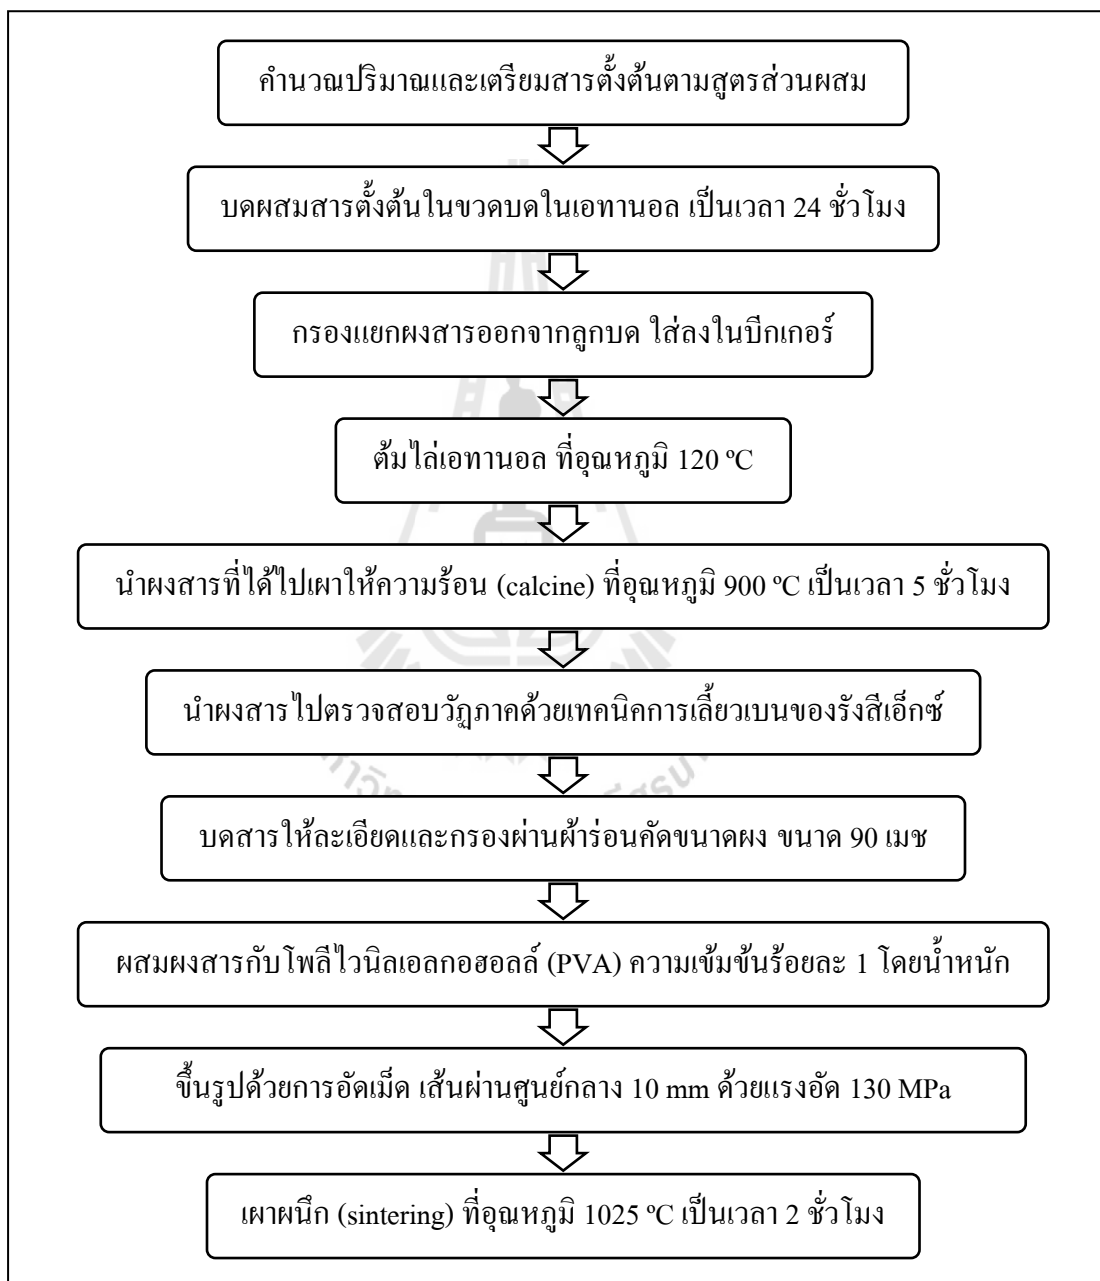 คำนวณปริมาณและเตรียมสารตั้งต้นตามสูตรส่วนผสม
บดผสมสารตั้งต้นในขวดบดในเอทานอล เป็นเวลา 24 ชั่วโมง
กรองแยกผงสารออกจากลูกบด ใส่ลงในบีกเกอร์
ต้มไล่เอทานอล ที่อุณหภูมิ 120 ºC
นำผงสารที่ได้ไปเผาให้ความร้อน (calcine) ที่อุณหภูมิ 900 ºC เป็นเวลา 5 ชั่วโมง
นำผงสารไปตรวจสอบวัฏภาคด้วยเทคนิคการเลี้ยวเบนของรังสีเอ็กซ์
บดสารให้ละเอียดและกรองผ่านผ้าร่อนคัดขนาดผง ขนาด 90 เมช
ผสมผงสารกับโพลีไวนิลเอลกอฮอลล์ (PVA) ความเข้มข้นร้อยละ 1 โดยน้ำหนัก
ขึ้นรูปด้วยการอัดเม็ด เส้นผ่านศูนย์กลาง 10 mm ด้วยแรงอัด 130 MPa
เผาผนึก (sintering) ที่อุณหภูมิ 1025 ºC เป็นเวลา 2 ชั่วโมง